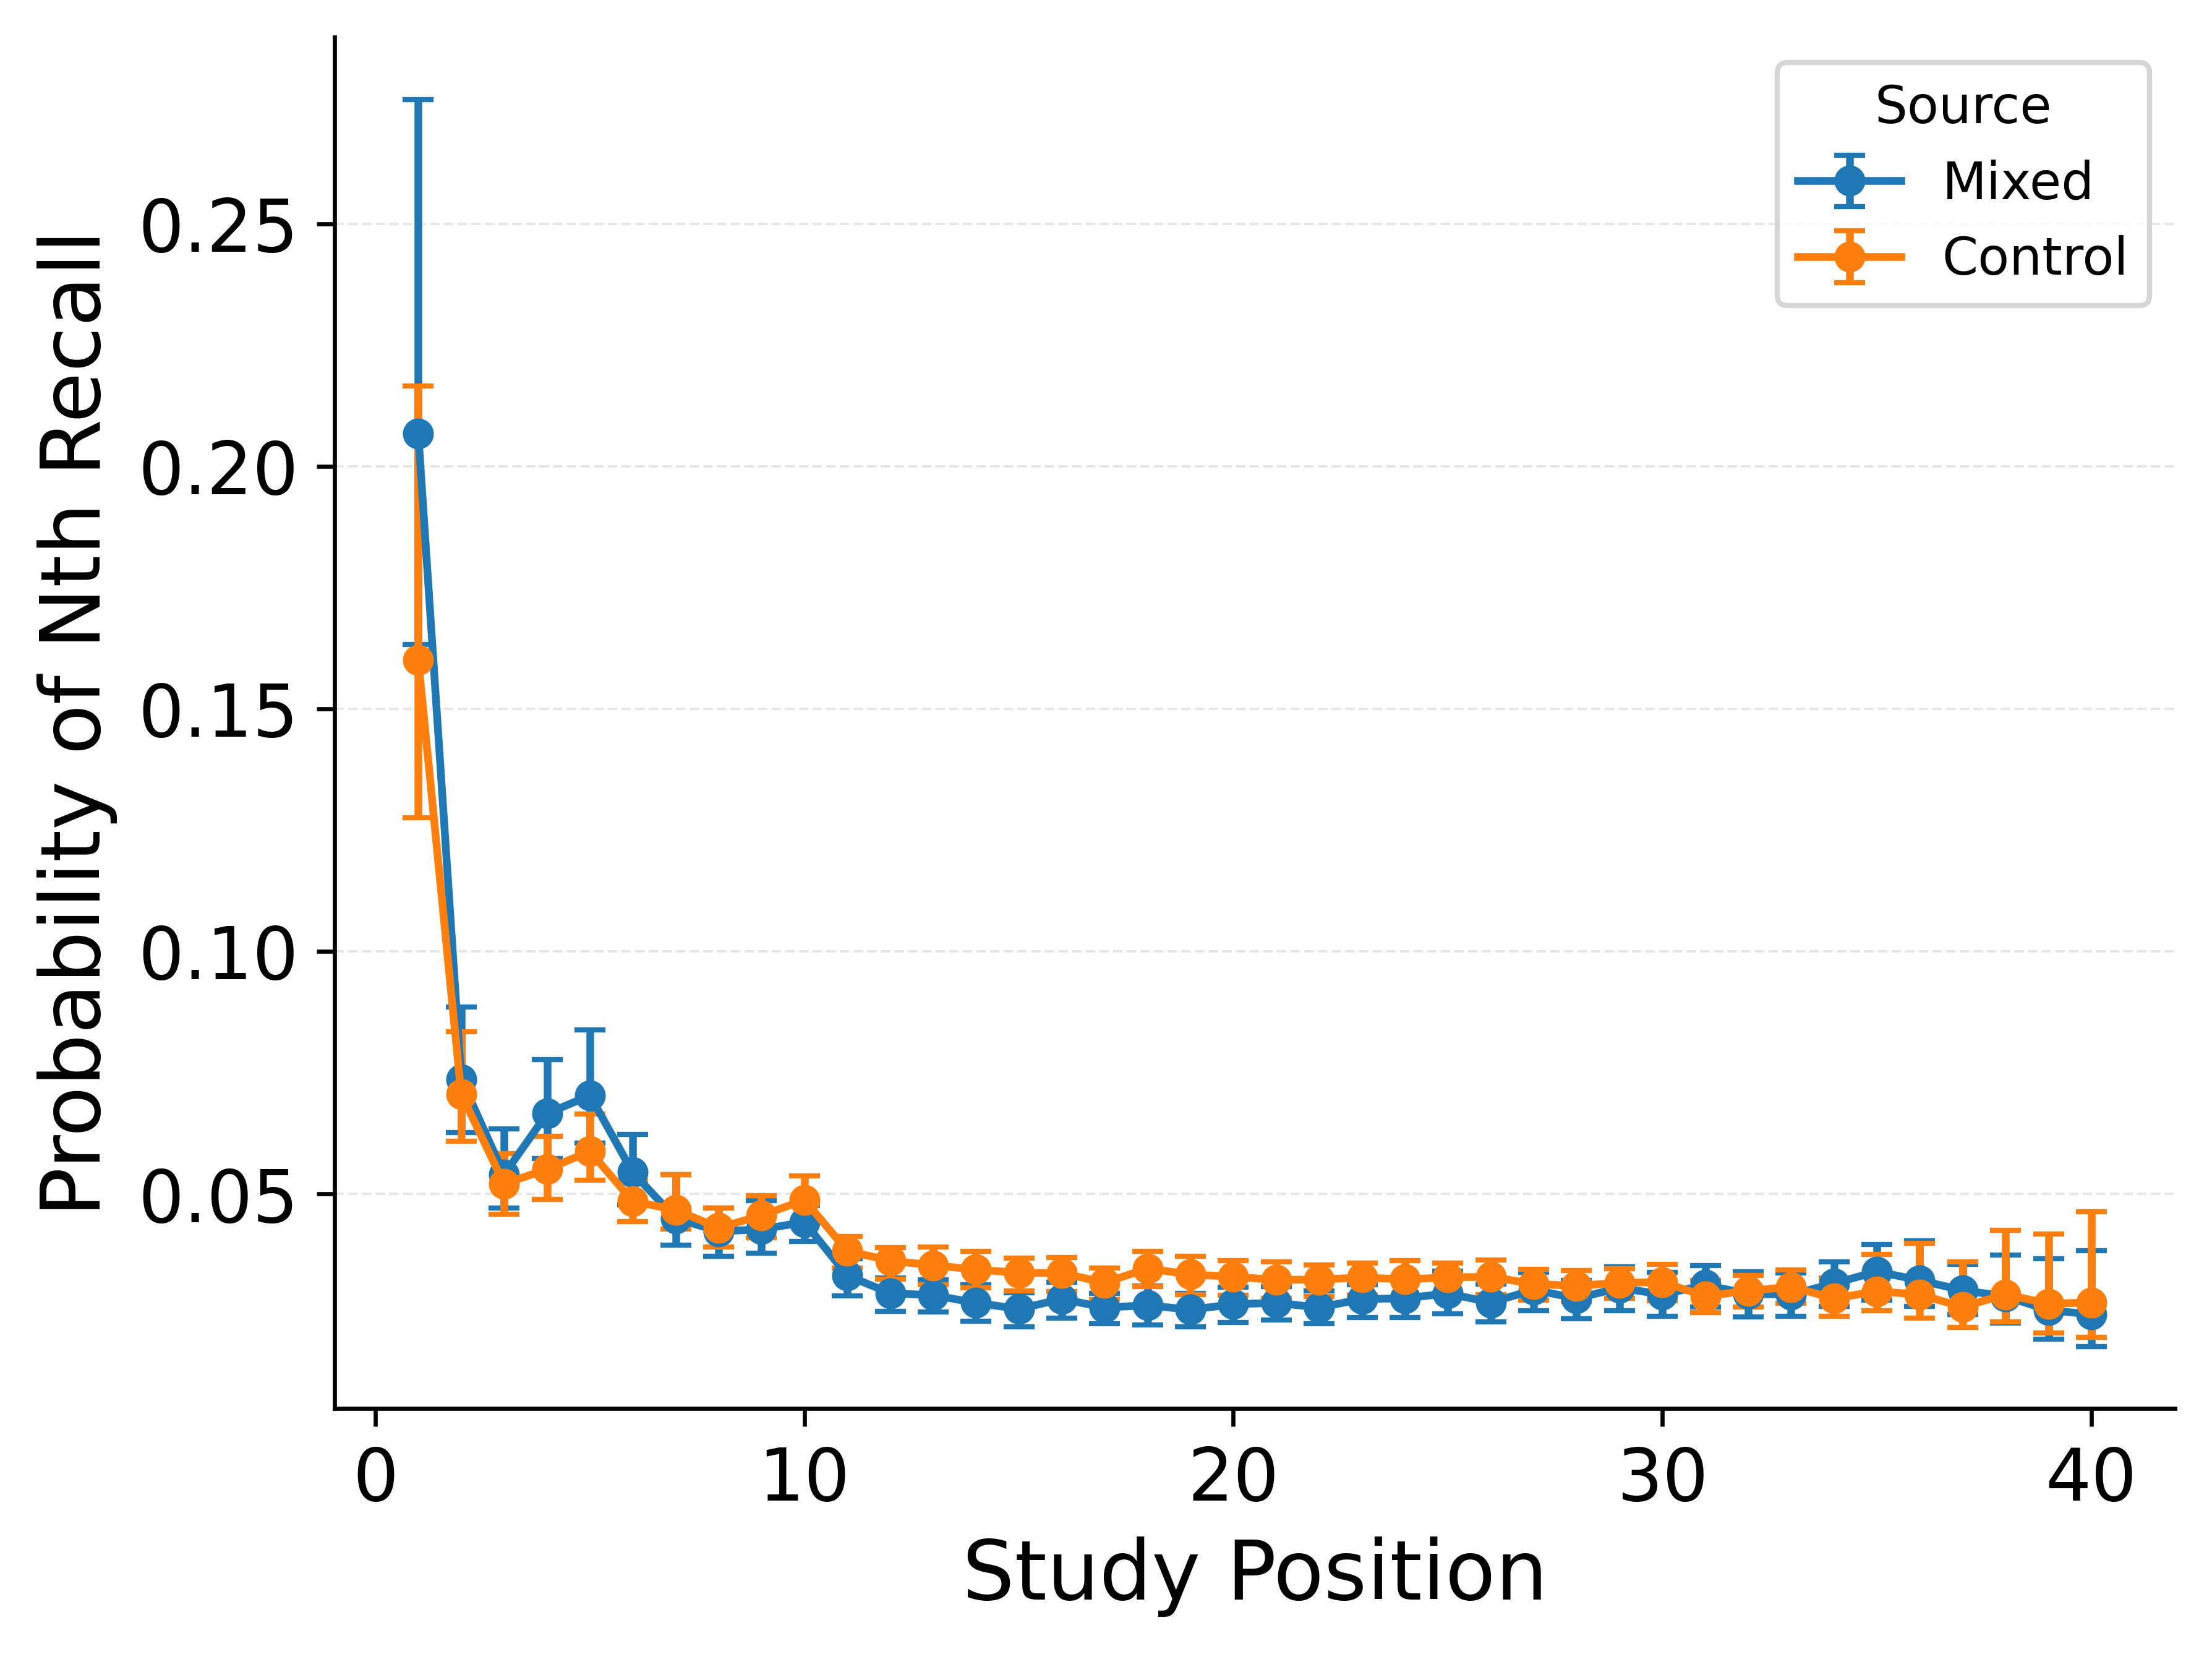 Probability of Nth Recall
0.25
0.20
0.15
0.10
0.05
Source
Mixed
Control
0
10
20
30
40
Study Position